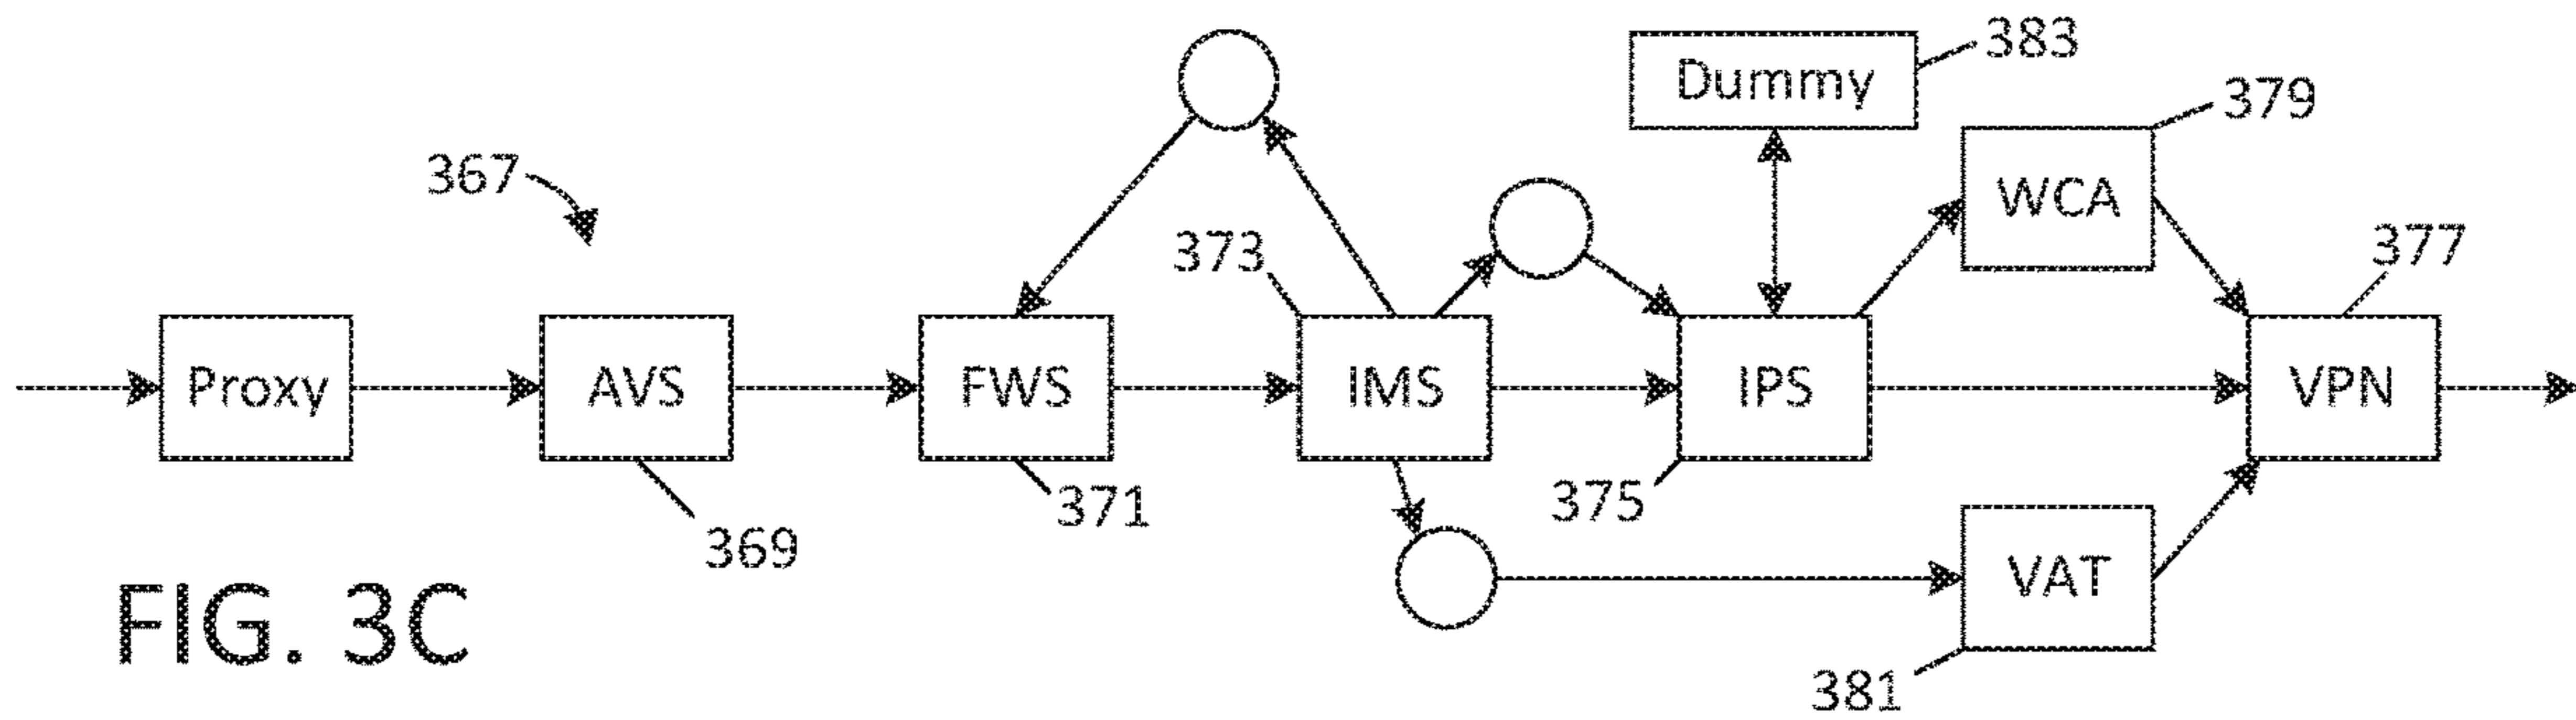 383
Dummy
379
367
WCA
373
377
Proxy
AVS
FWS
IMS
IPS
VPN
375
371
369
VAT
FIG. 3C
381